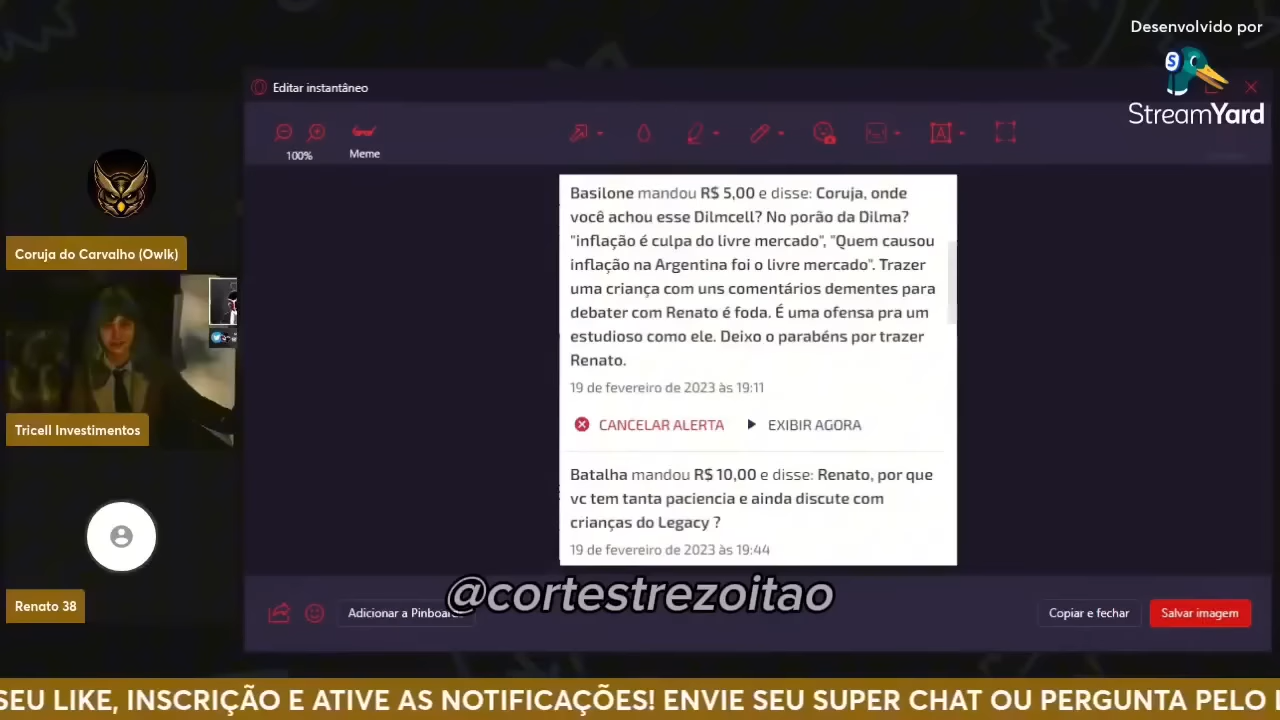 Desenvolvido por
StreamYard
Editar instantâneo
100%
Meme
Coruja do Carvalho (Owlk)
Tricell Investimentos
Renato 38
Basilone mandou R$ 5,00 e disse: Coruja, onde
você achou esse Dilmcell? No porão da Dilma?
"inflação é culpa do livre mercado", "Quem causou
inflação na Argentina foi o livre mercado". Trazer
uma criança com uns comentários dementes para
debater com Renato é foda. É uma ofensa pra um
estudioso como ele. Deixo o parabéns por trazer
Renato.
19 de fevereiro de 2023 às 19:11
CANCELAR ALERTA EXIBIR AGORA
Batalha mandou R$ 10,00 e disse: Renato, por que
vc tem tanta paciencia e ainda discute com
crianças do Legacy ?
19 de fevereiro de 2023 às 19:44
@cortestrezoitao
Adicionar a Pinboards
Copiar e fechar
Salvar imagem
SEU LIKE, INSCRIÇÃO E ATIVE AS NOTIFICAÇÕES! ENVIE SEU SUPER CHAT OU PERGUNTA PELO